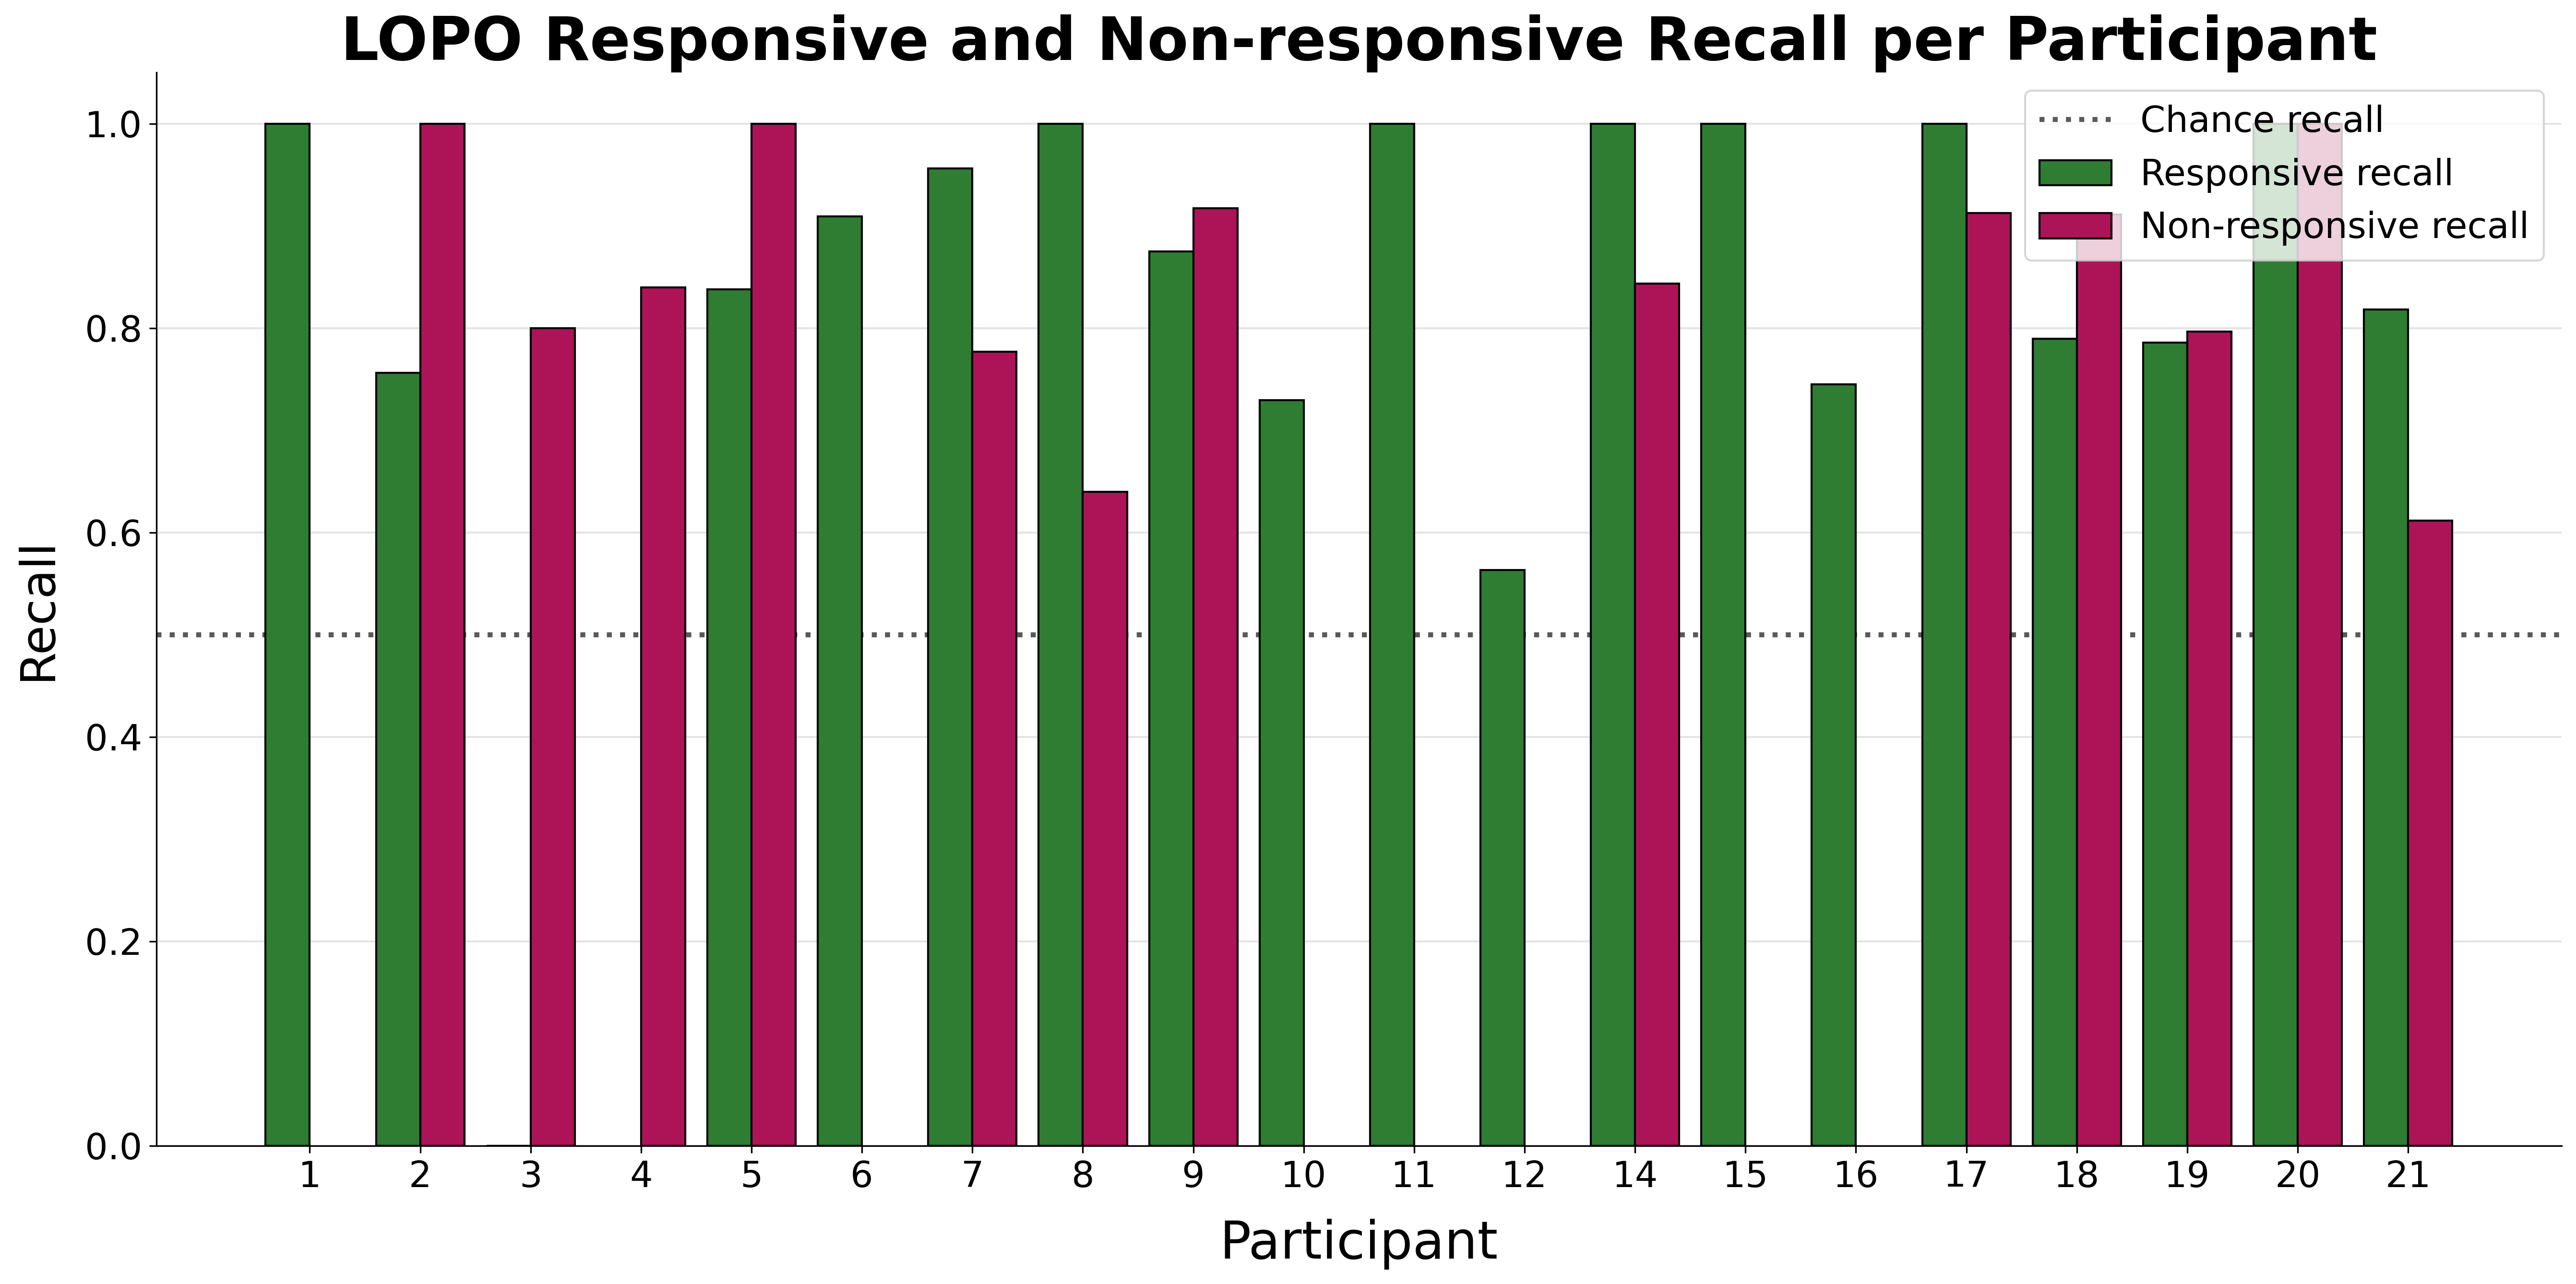 LOPO Responsive and Non-responsive Recall per Participant
Chance recall
Responsive recall
Non-responsive recall
1.0
0.8
0.6
0.4
0.2
0.0
Recall
1 2 3 4 5 6 7 8 9 10 11 12 14 15 16 17 18 19 20 21
Participant